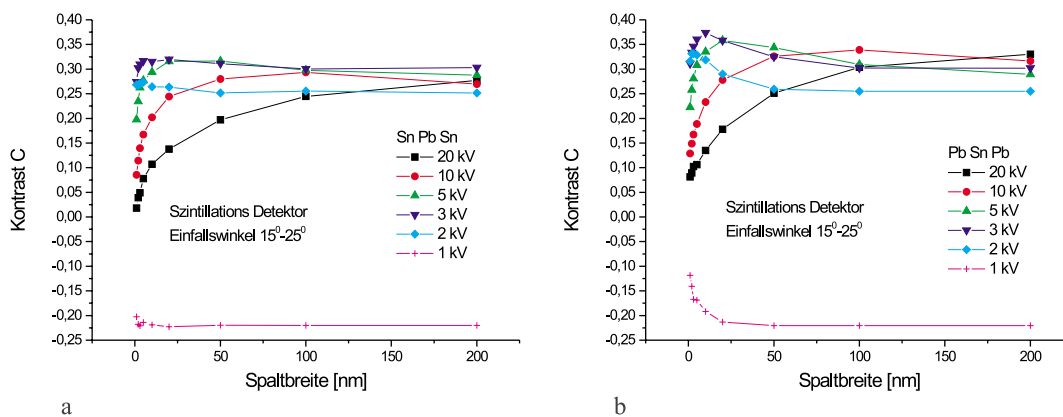 0,40
0,35
0,30
0,25
0,20
0,15
0,10
0,05
0,00
-0,05
-0,10
-0,15
-0,20
-0,25
Kontrast C
Sn Pb Sn
20 kV
10 kV
5 kV
3 kV
2 kV
1 kV
Szintillations Detektor
Einfallswinkel 15⁰-25⁰
0 50 100 150 200
Spaltbreite [nm]
a
0,40
0,35
0,30
0,25
0,20
0,15
0,10
0,05
0,00
-0,05
-0,10
-0,15
-0,20
-0,25
Kontrast C
Pb Sn Pb
20 kV
10 kV
5 kV
3 kV
2 kV
1 kV
Szintillations Detektor
Einfallswinkel 15⁰-25⁰
0 50 100 150 200
Spaltbreite [nm]
b